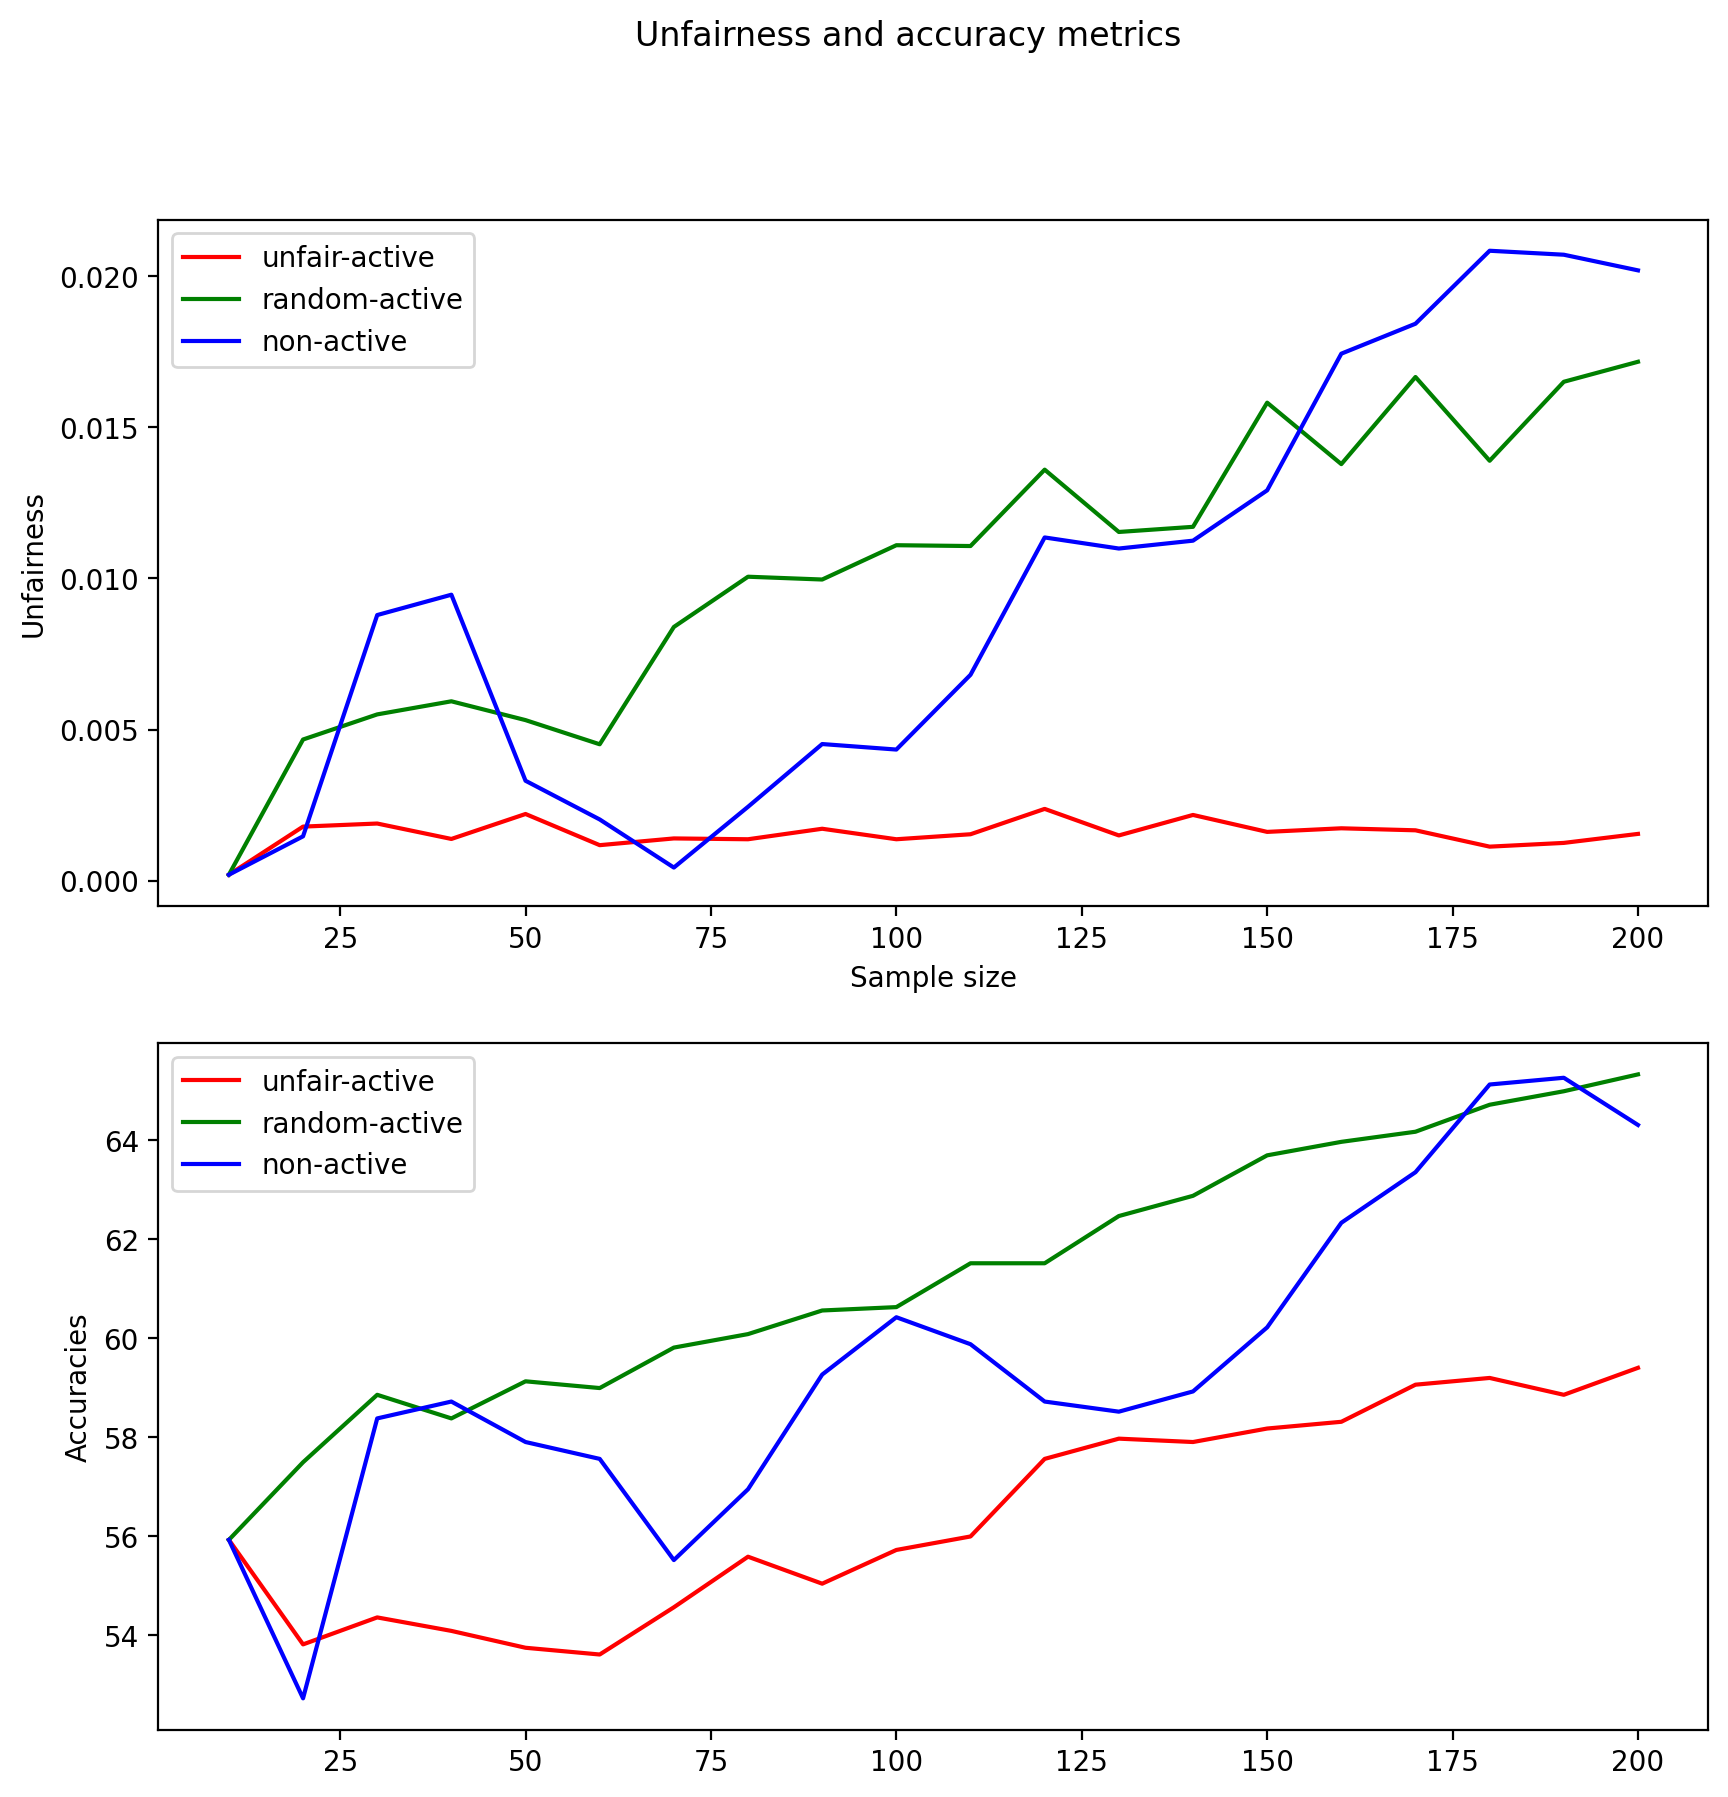 Unfairness and accuracy metrics
unfair-active
random-active
non-active
0.020
0.015
0.010
0.005
0.000
Unfairness
25 50 75 100 125 150 175 200
Sample size
unfair-active
random-active
non-active
64
62
60
58
56
54
Accuracies
25 50 75 100 125 150 175 200